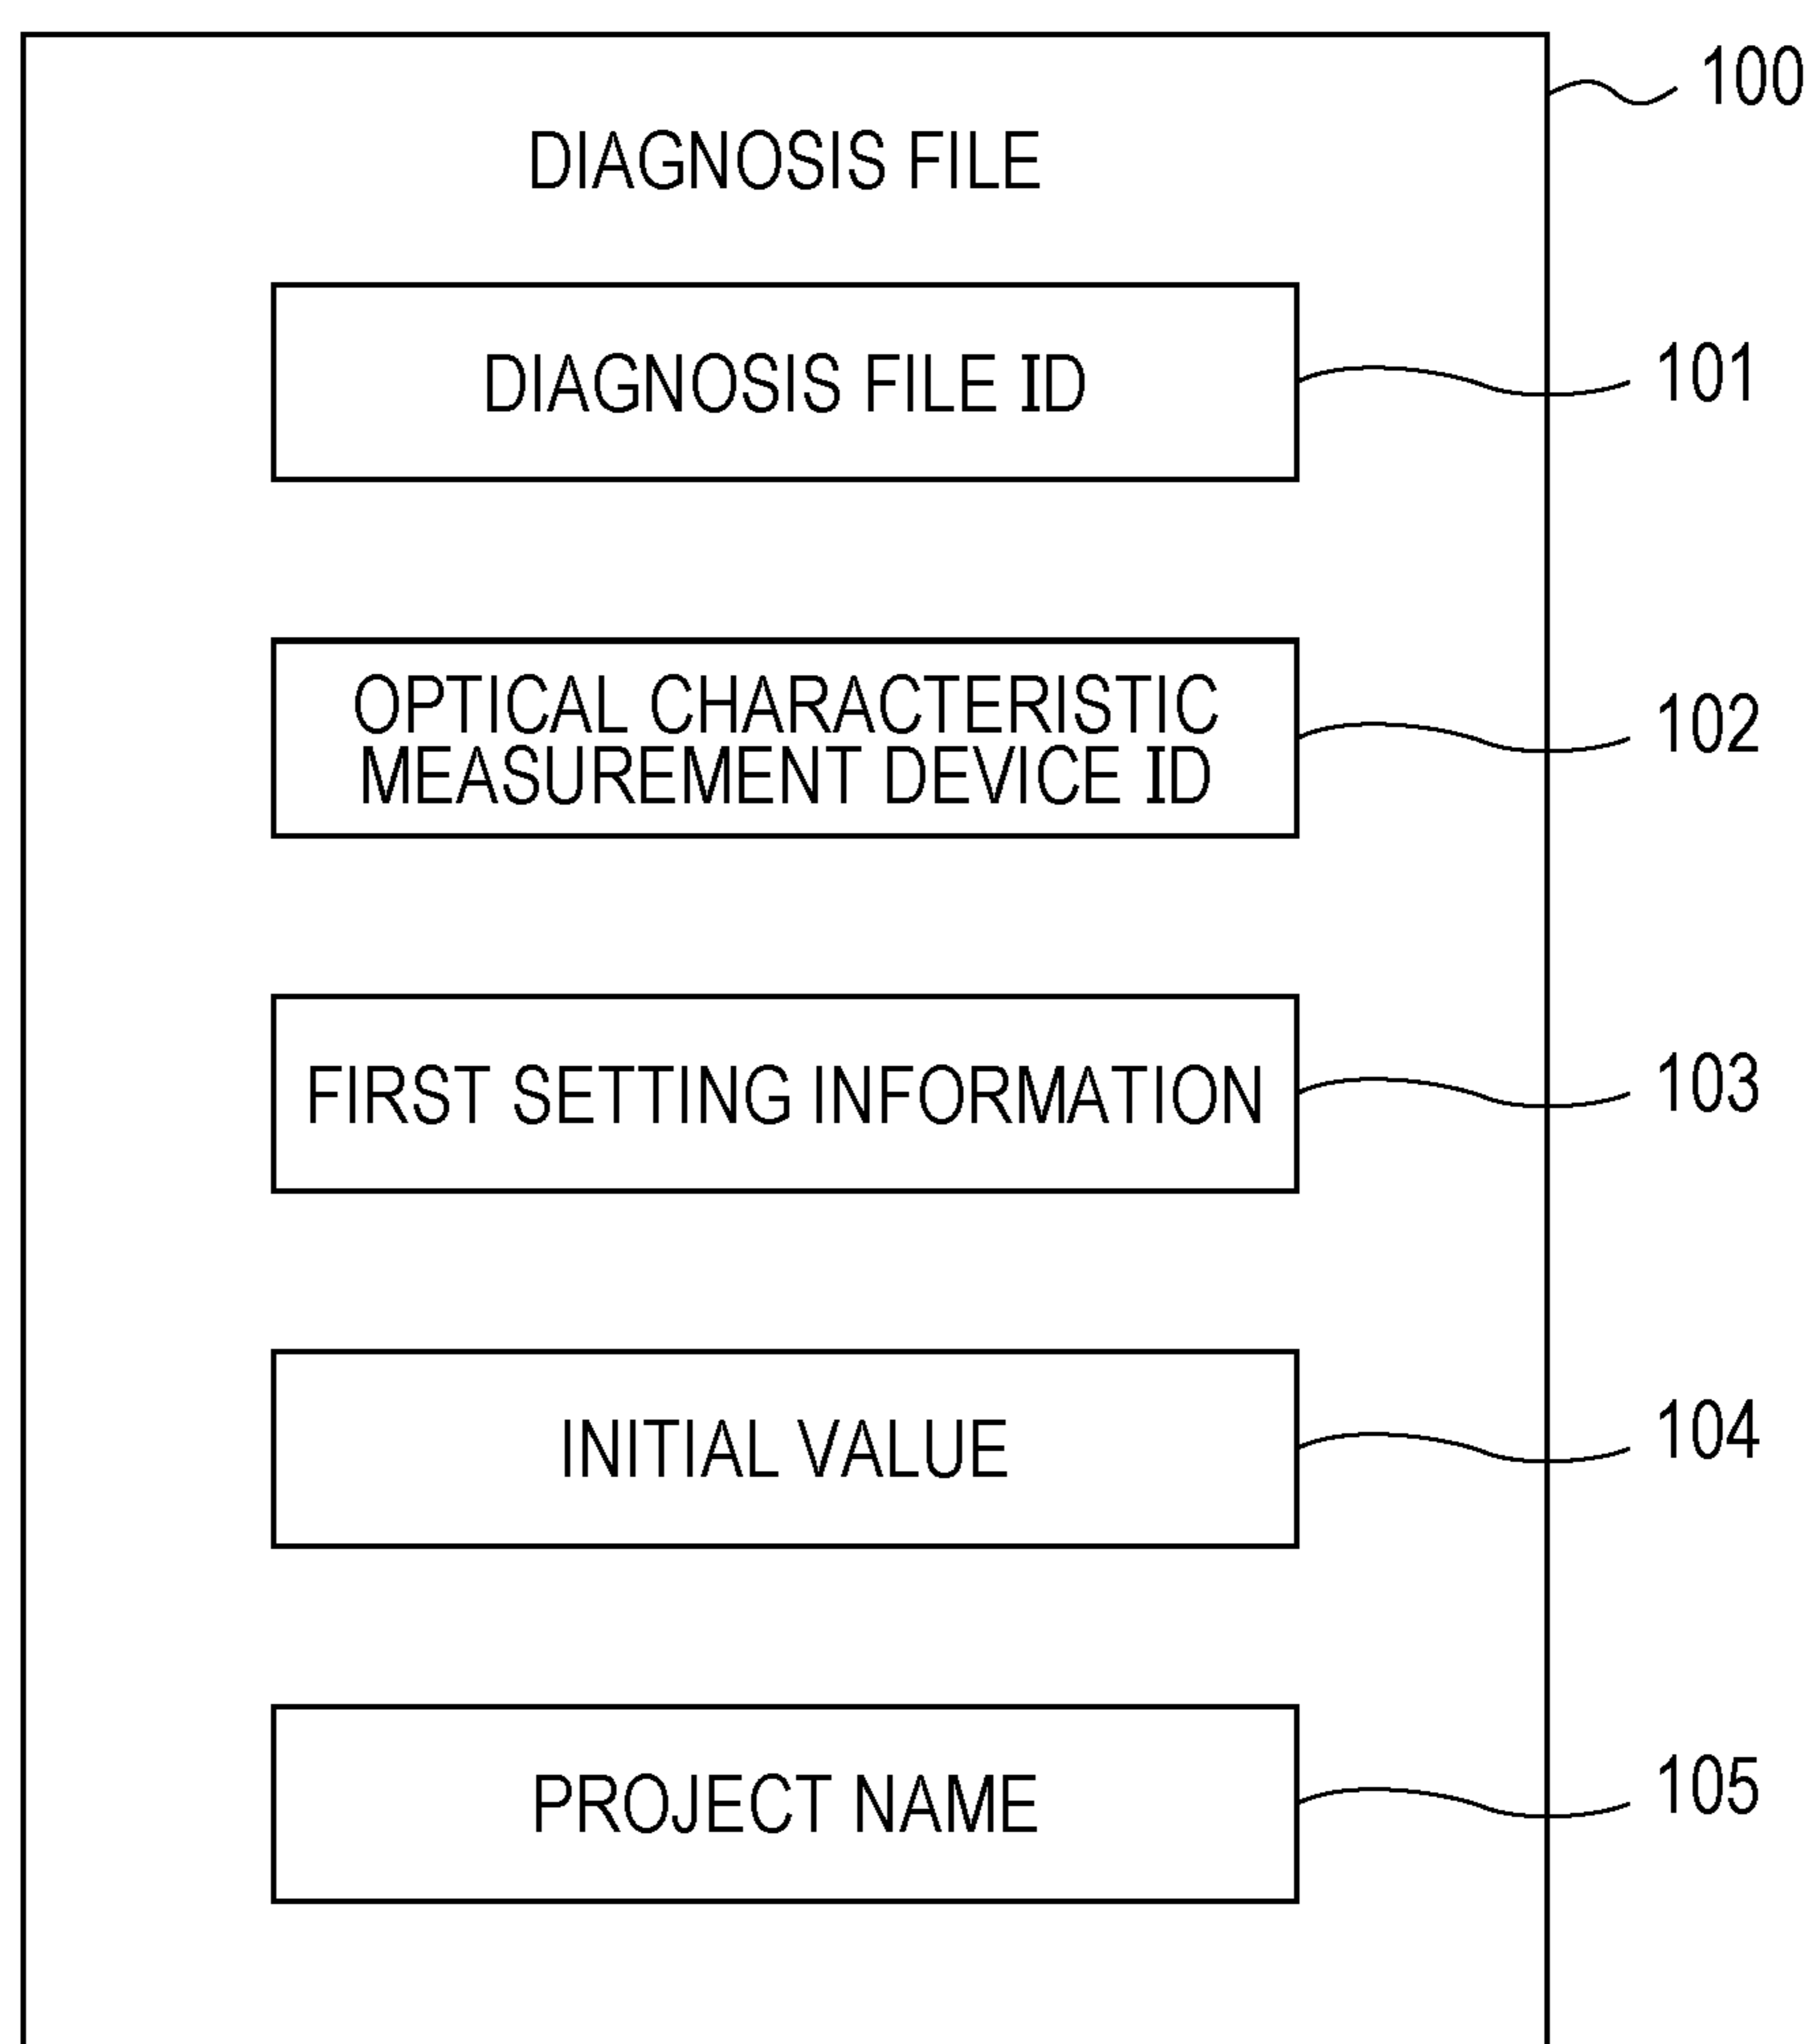 100
DIAGNOSIS FILE
DIAGNOSIS FILE ID
101
OPTICAL CHARACTERISTIC
MEASUREMENT DEVICE ID
102
FIRST SETTING INFORMATION
103
INITIAL VALUE
104
PROJECT NAME
105